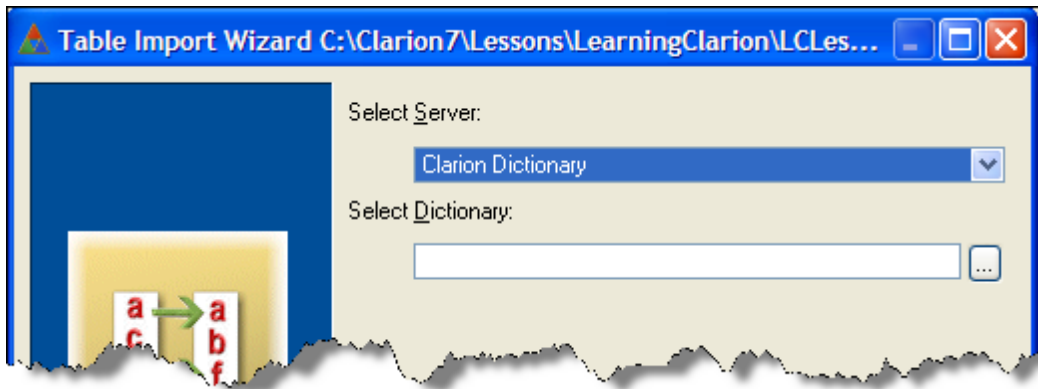 Table Import Wizard C:\Clarion7\Lessons\LearningClarion\LCLes...
Select Server:
Clarion Dictionary
Select Dictionary:
...
a a
c b
f